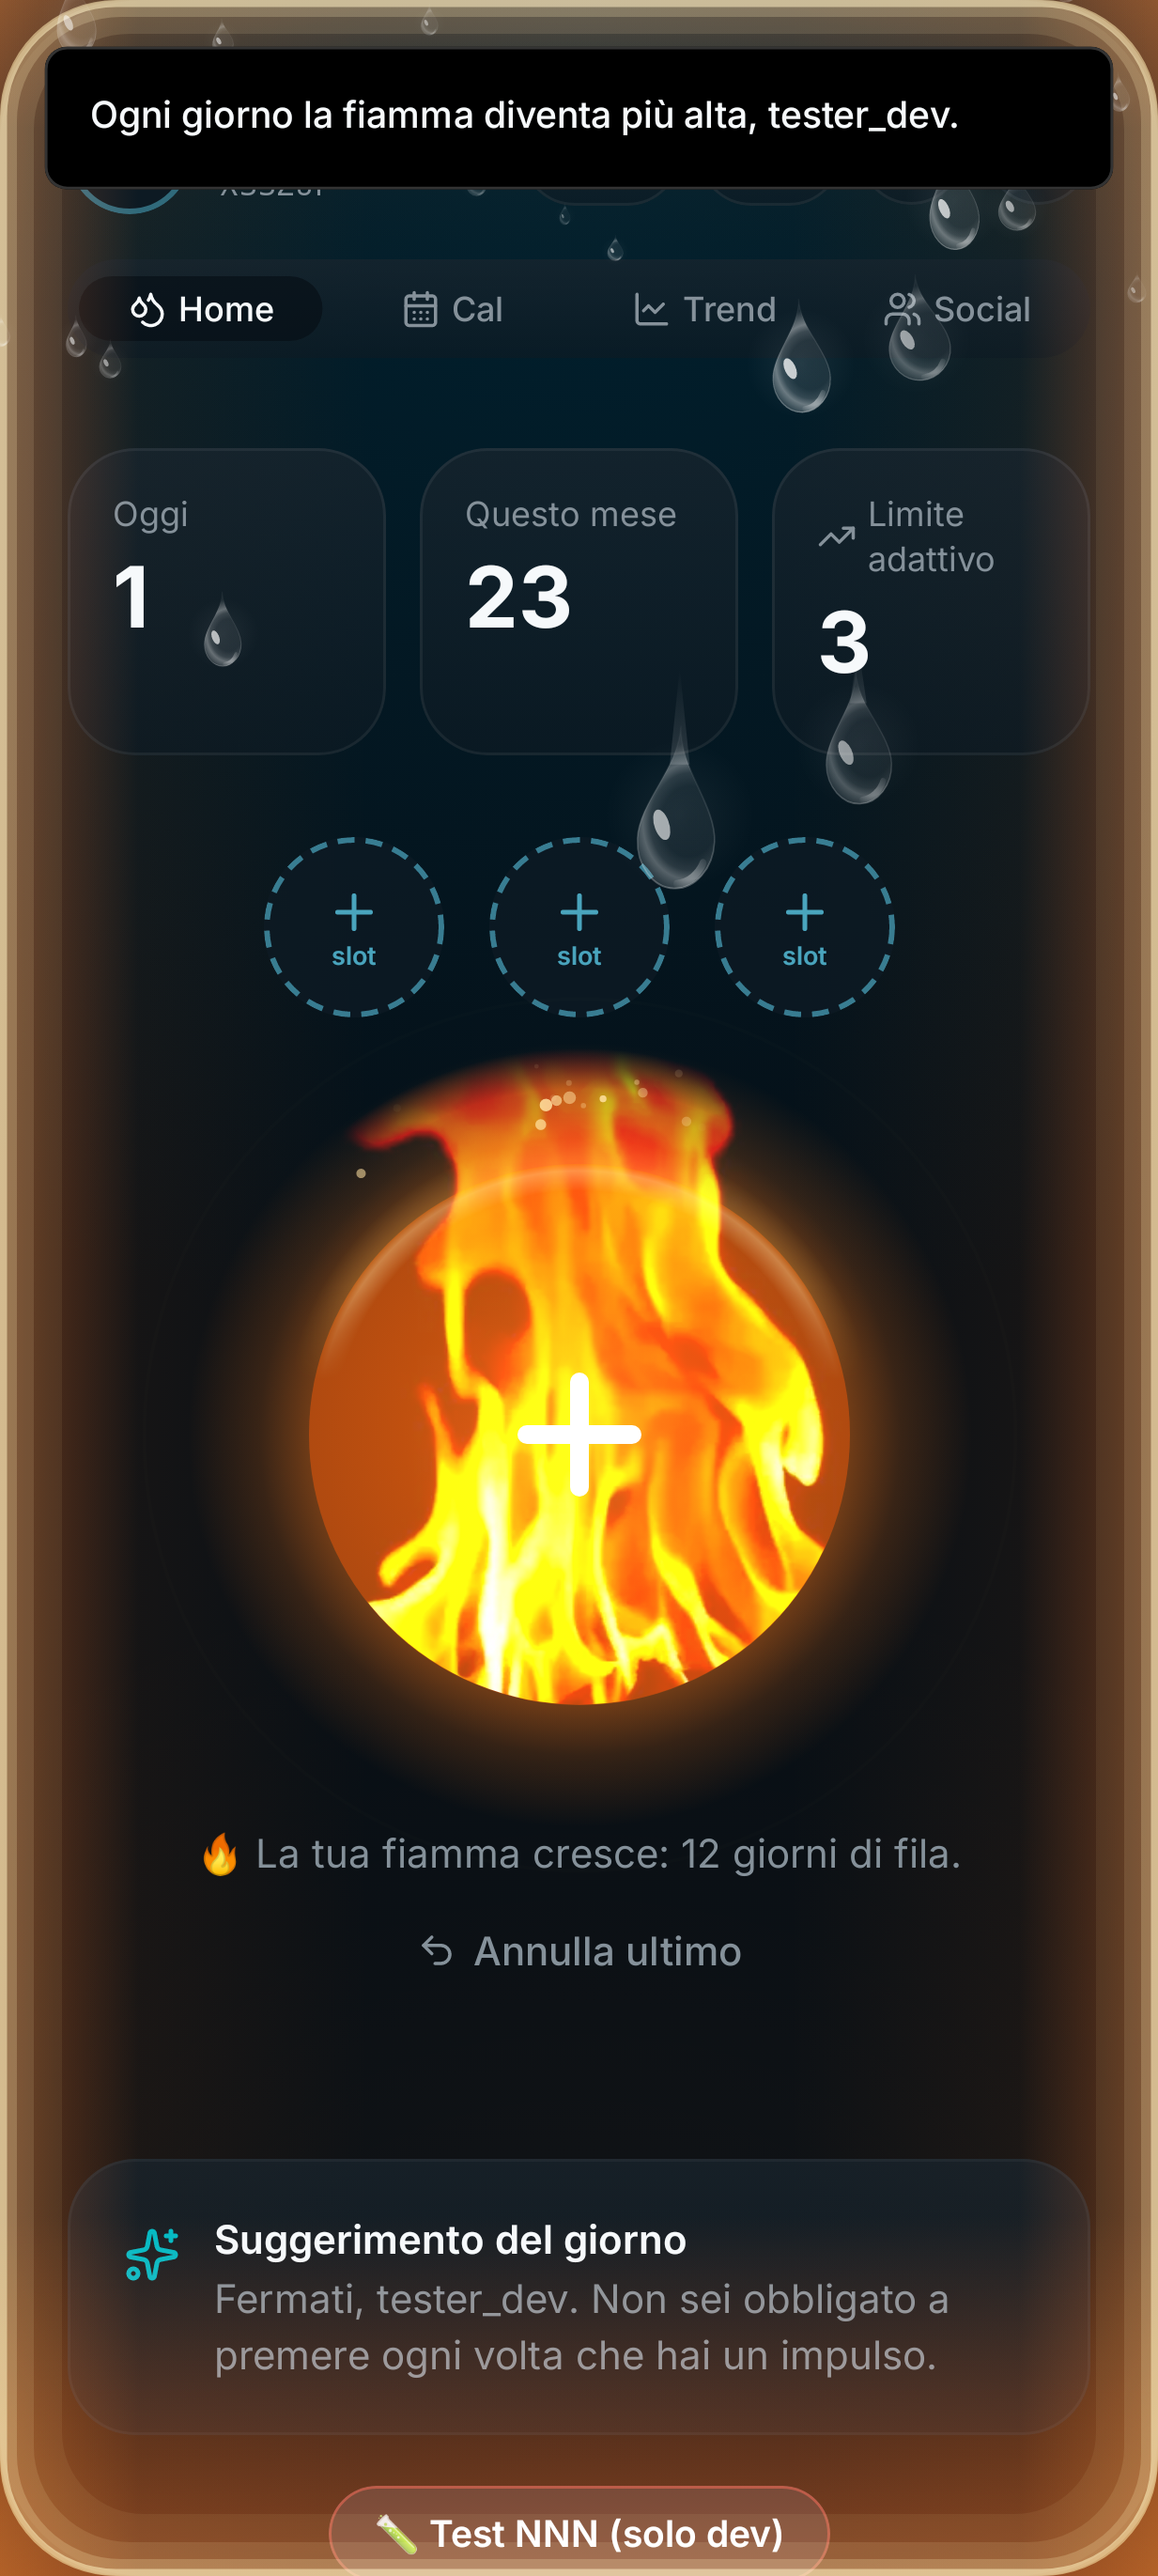 Ogni giorno la fiamma diventa più alta, tester_dev.
Home
Cal
Trend
Social
Oggi
1
Questo mese
23
Limite
adattivo
3
slot
slot
slot
🔥 La tua fiamma cresce: 12 giorni di fila.
Annulla ultimo
Suggerimento del giorno
Fermati, tester_dev. Non sei obbligato a
premere ogni volta che hai un impulso.
Test NNN (solo dev)